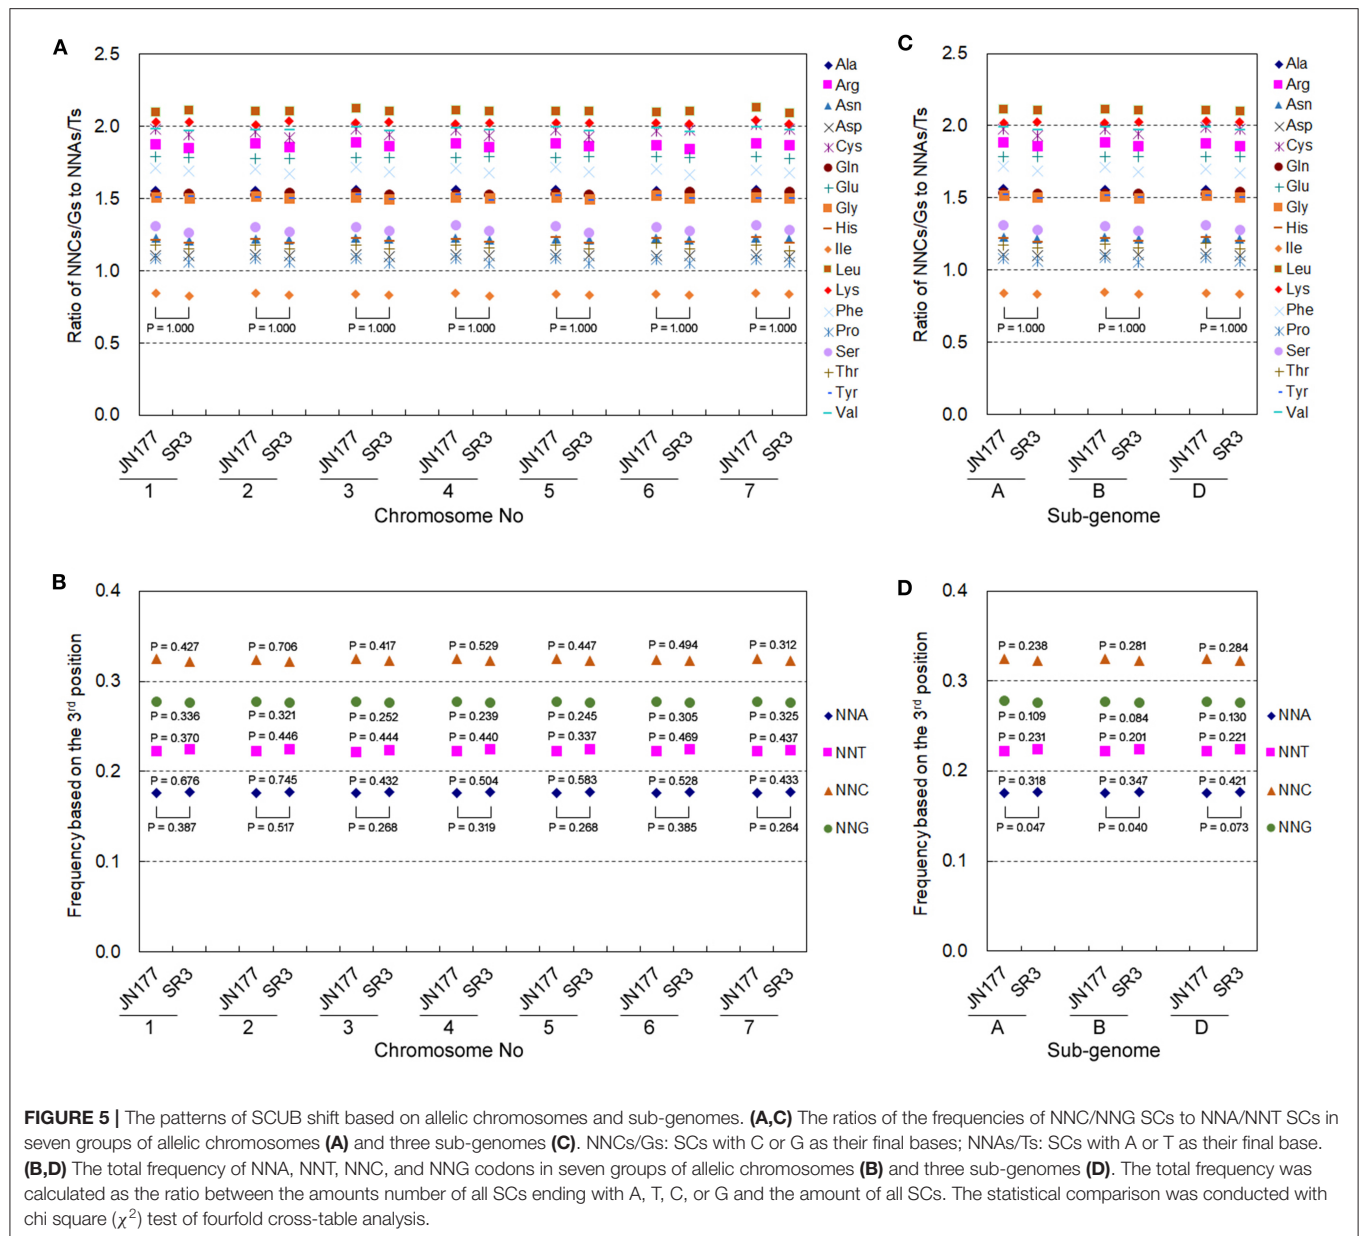 A
Ratio of NNCs/Gs to NNAs/Ts
2.5
2.0
1.5
1.0
0.5
0.0
P = 1.000 P = 1.000 P = 1.000 P = 1.000 P = 1.000 P = 1.000 P = 1.000
JN177 SR3 JN177 SR3 JN177 SR3 JN177 SR3 JN177 SR3 JN177 SR3 JN177 SR3
1 2 3 4 5 6 7
Chromosome No
Ala
Arg
Asn
Asp
Cys
Gln
Glu
Gly
His
Ile
Leu
Lys
Phe
Pro
Ser
Thr
Tyr
Val
C
Ratio of NNCs/Gs to NNAs/Ts
2.5
2.0
1.5
1.0
0.5
0.0
P = 1.000 P = 1.000 P = 1.000
JN177 SR3 JN177 SR3 JN177 SR3
A B D
Sub-genome
Ala
Arg
Asn
Asp
Cys
Gln
Glu
Gly
His
Ile
Leu
Lys
Phe
Pro
Ser
Thr
Tyr
Val
B
Frequency based on the 3rd position
0.4
0.3
0.2
0.1
0.0
P = 0.427 P = 0.706 P = 0.417 P = 0.529 P = 0.447 P = 0.494 P = 0.312
P = 0.336 P = 0.321 P = 0.252 P = 0.239 P = 0.245 P = 0.305 P = 0.325
P = 0.370 P = 0.446 P = 0.444 P = 0.440 P = 0.337 P = 0.469 P = 0.437
P = 0.676 P = 0.745 P = 0.432 P = 0.504 P = 0.583 P = 0.528 P = 0.433
P = 0.387 P = 0.517 P = 0.268 P = 0.319 P = 0.268 P = 0.385 P = 0.264
JN177 SR3 JN177 SR3 JN177 SR3 JN177 SR3 JN177 SR3 JN177 SR3 JN177 SR3
1 2 3 4 5 6 7
Chromosome No
NNA
NNT
NNC
NNG
D
Frequency based on the 3rd position
0.4
0.3
0.2
0.1
0.0
P = 0.238 P = 0.281 P = 0.284
P = 0.109 P = 0.084 P = 0.130
P = 0.231 P = 0.201 P = 0.221
P = 0.318 P = 0.347 P = 0.421
P = 0.047 P = 0.040 P = 0.073
JN177 SR3 JN177 SR3 JN177 SR3
A B D
Sub-genome
NNA
NNT
NNC
NNG
FIGURE 5 | The patterns of SCUB shift based on allelic chromosomes and sub-genomes. (A,C) The ratios of the frequencies of NNC/NNG SCs to NNA/NNT SCs in
seven groups of allelic chromosomes (A) and three sub-genomes (C). NNCs/Gs: SCs with C or G as their final bases; NNAs/Ts: SCs with A or T as their final base.
(B,D) The total frequency of NNA, NNT, NNC, and NNG codons in seven groups of allelic chromosomes (B) and three sub-genomes (D). The total frequency was
calculated as the ratio between the amounts number of all SCs ending with A, T, C, or G and the amount of all SCs. The statistical comparison was conducted with
chi square (χ2) test of fourfold cross-table analysis.